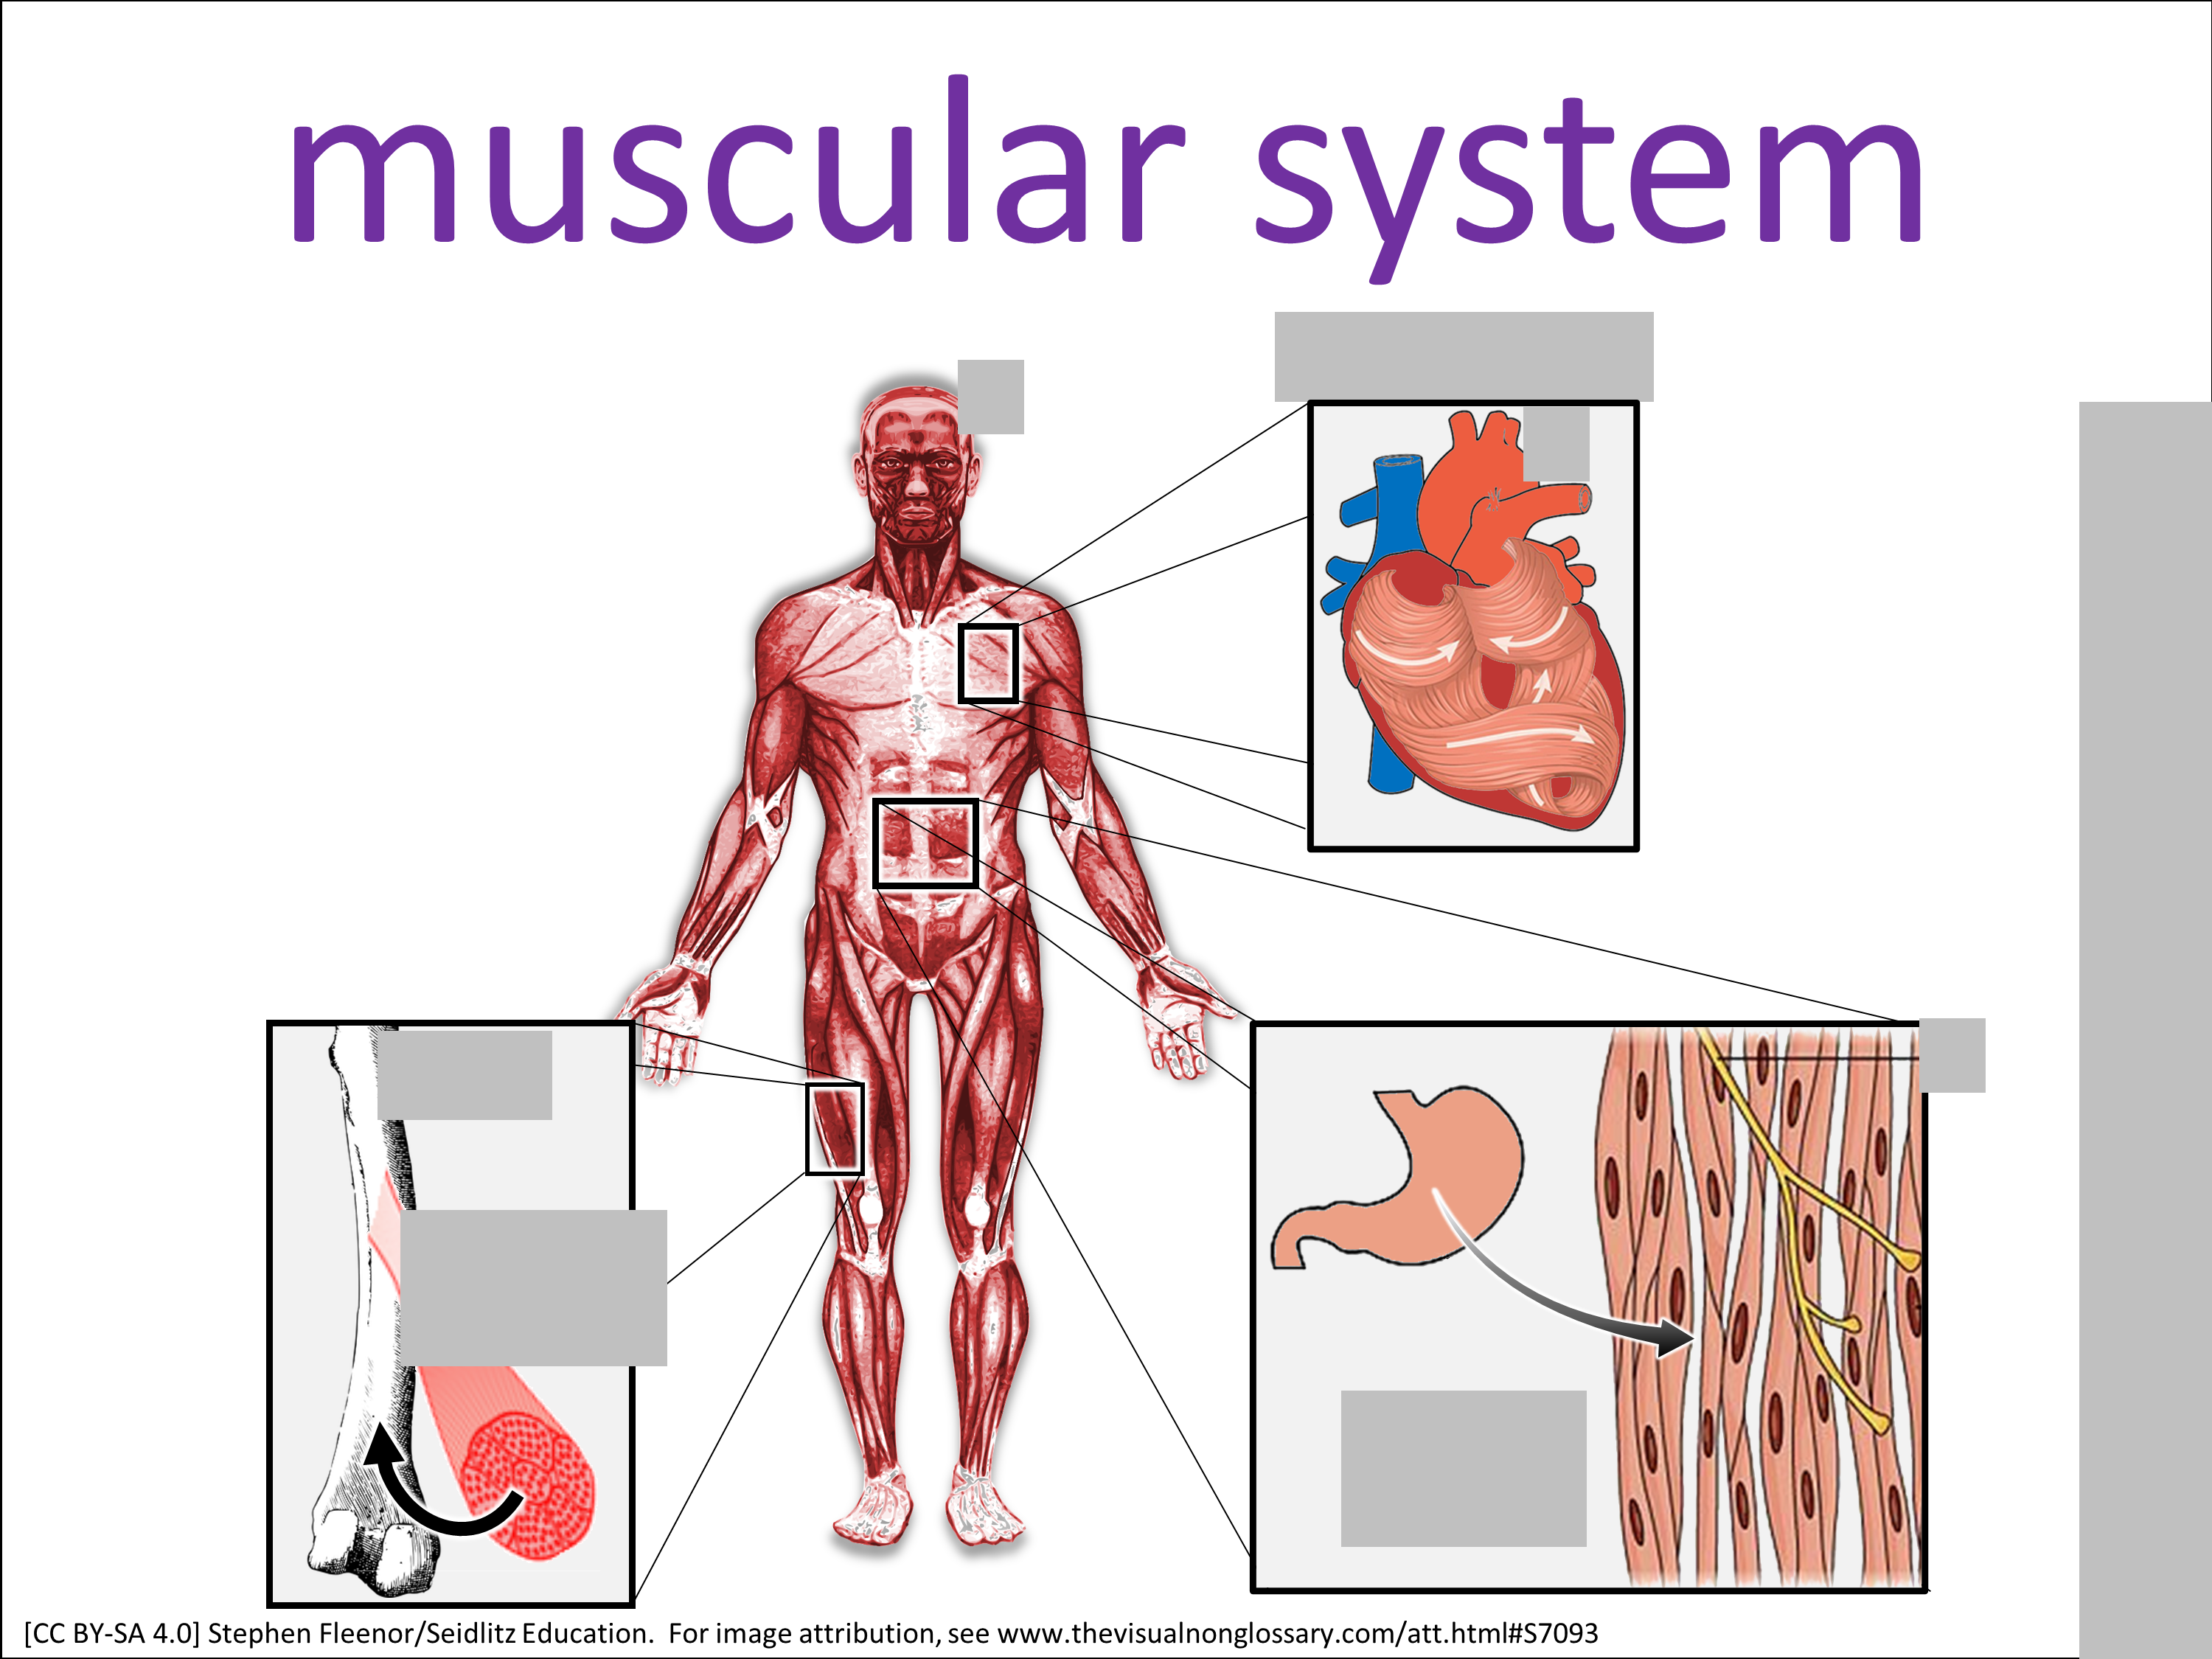 muscular system
[CC BY-SA 4.0] Stephen Fleenor/Seidlitz Education.  For image attribution, see www.thevisualnonglossary.com/att.html#S7093